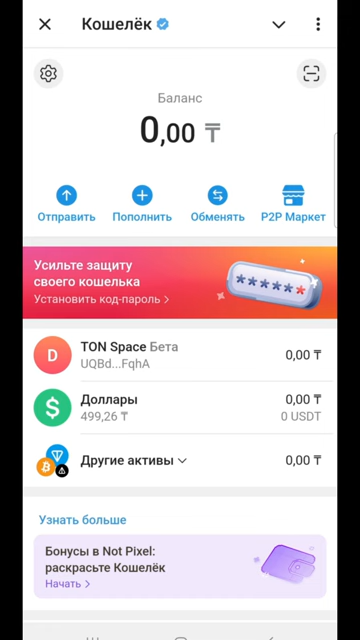 Кошелёк
Баланс
0,00 ₸
Отправить
Пополнить
Обменять
P2P Маркет
Усильте защиту
своего кошелька
Установить код-пароль >
******
D
TON Space Бета
0,00 ₸
UQBd...FqhA
$
Доллары
0,00 ₸
499,26 ₸
0 USDT
Другие активы
0,00 ₸
Узнать больше
Бонусы в Not Pixel:
раскрасьте Кошелёк
Начать >